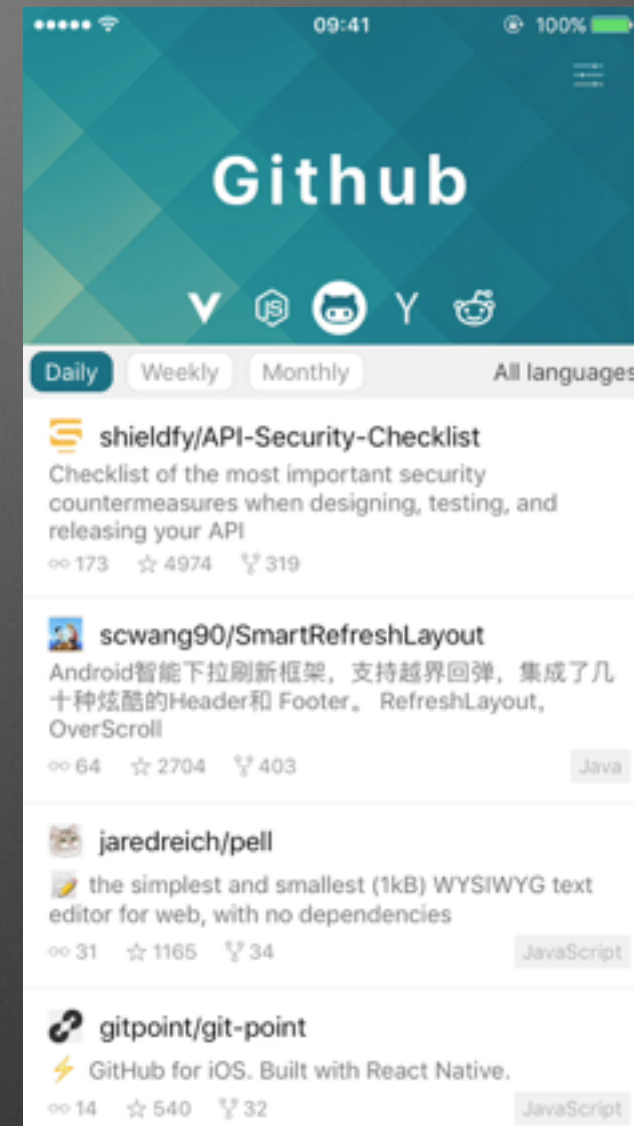 09:41
100%
Github
Daily
Weekly
Monthly
All languages
shieldfy/API-Security-Checklist
Checklist of the most important security
countermeasures when designing, testing, and
releasing your API
173 4974 319
scwang90/SmartRefreshLayout
Android智能下拉刷新框架，支持越界回弹，集成了几
十种炫酷的Header和 Footer。 RefreshLayout,
OverScroll
64 2704 403
Java
jaredreich/pell
the simplest and smallest (1kB) WYSIWYG text
editor for web, with no dependencies
31 1165 34
JavaScript
gitpoint/git-point
GitHub for iOS. Built with React Native.
14 540 32
JavaScript